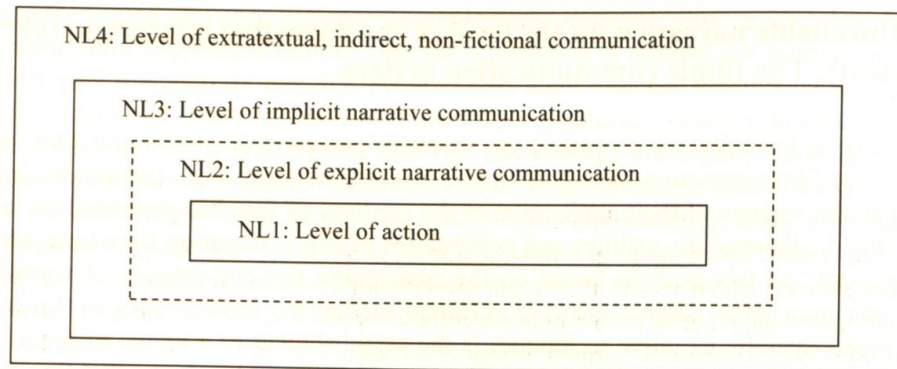 NL4: Level of extratextual, indirect, non-fictional communication
NL3: Level of implicit narrative communication
NL2: Level of explicit narrative communication
NL1: Level of action